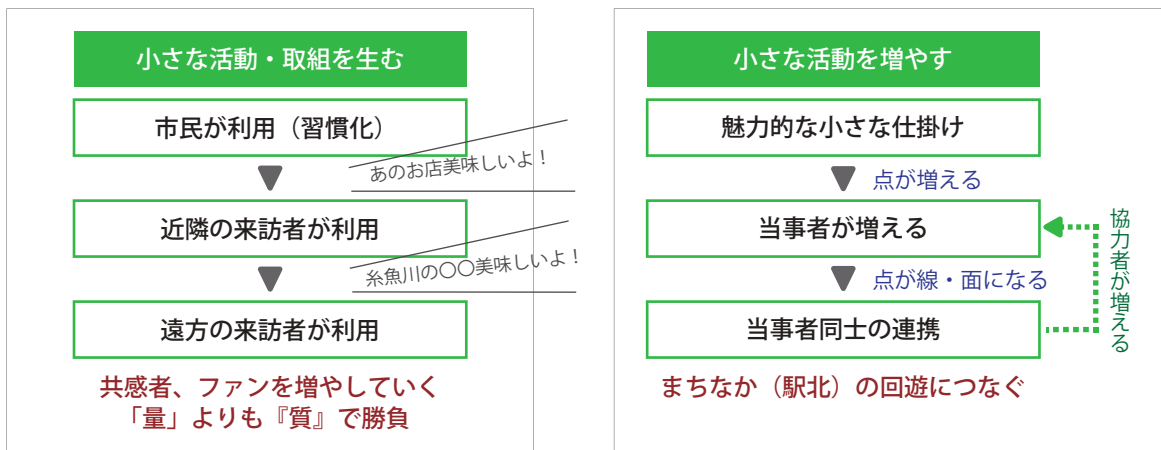 小さな活動・取組を生む
市民が利用（習慣化）
あのお店美味しいよ！
近隣の来訪者が利用
糸魚川の〇〇美味しいよ！
遠方の来訪者が利用
共感者、ファンを増やしていく
「量」よりも『質』で勝負
小さな活動を増やす
魅力的な小さな仕掛け
点が増える
当事者が増える
点が線・面になる
当事者同士の連携
協力者が増える
まちなか（駅北）の回遊につなぐ